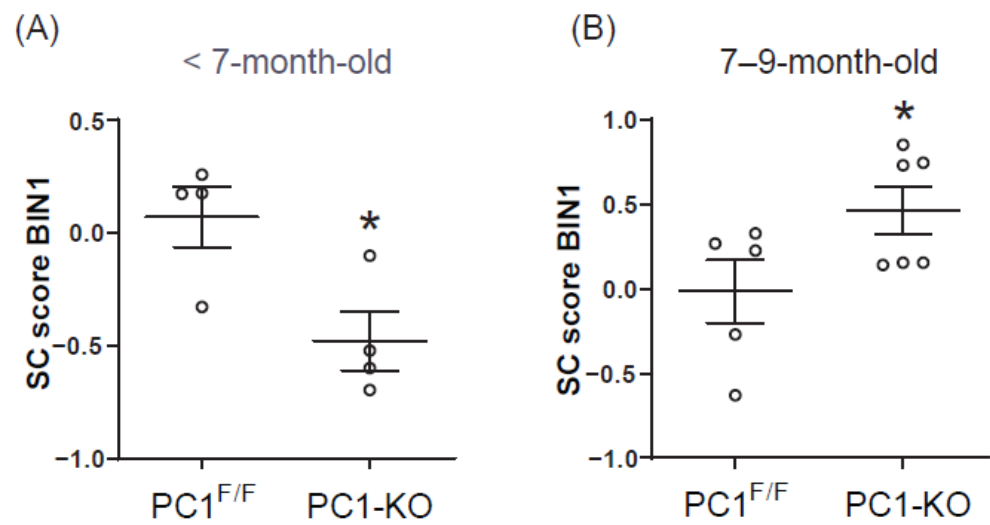 (A)
< 7-month-old
SC score BIN1
0.5
0.0
−0.5
−1.0
*
PC1F/F
PC1-KO
(B)
7–9-month-old
SC score BIN1
1.0
0.5
0.0
−0.5
−1.0
*
PC1F/F
PC1-KO